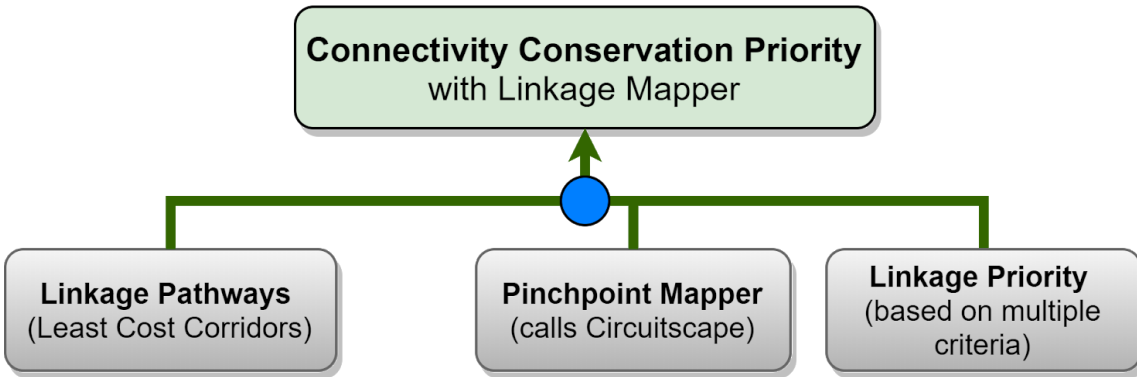 Connectivity Conservation Priority
with Linkage Mapper
Linkage Pathways
(Least Cost Corridors)
Pinchpoint Mapper
(calls Circuitscape)
Linkage Priority
(based on multiple
criteria)